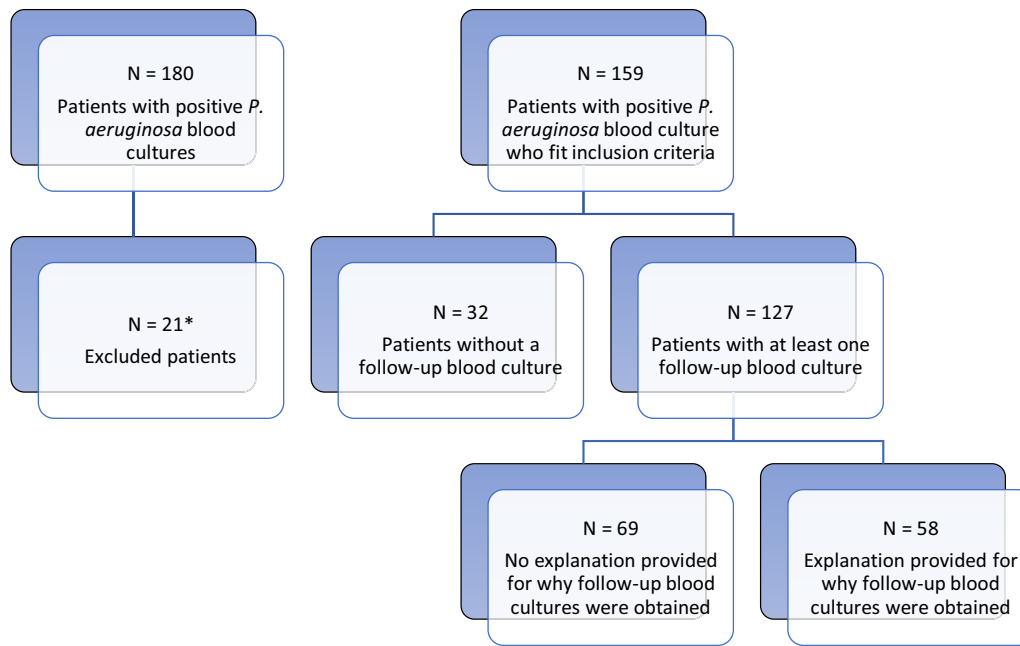 N = 180
Patients with positive P.
aeruginosa blood
cultures
N = 159
Patients with positive P.
aeruginosa blood culture
who fit inclusion criteria
N = 21*
Excluded patients
N = 32
Patients without a
follow-up blood culture
N = 127
Patients with at least one
follow-up blood culture
N = 69
No explanation provided
for why follow-up blood
cultures were obtained
N = 58
Explanation provided for
why follow-up blood
cultures were obtained